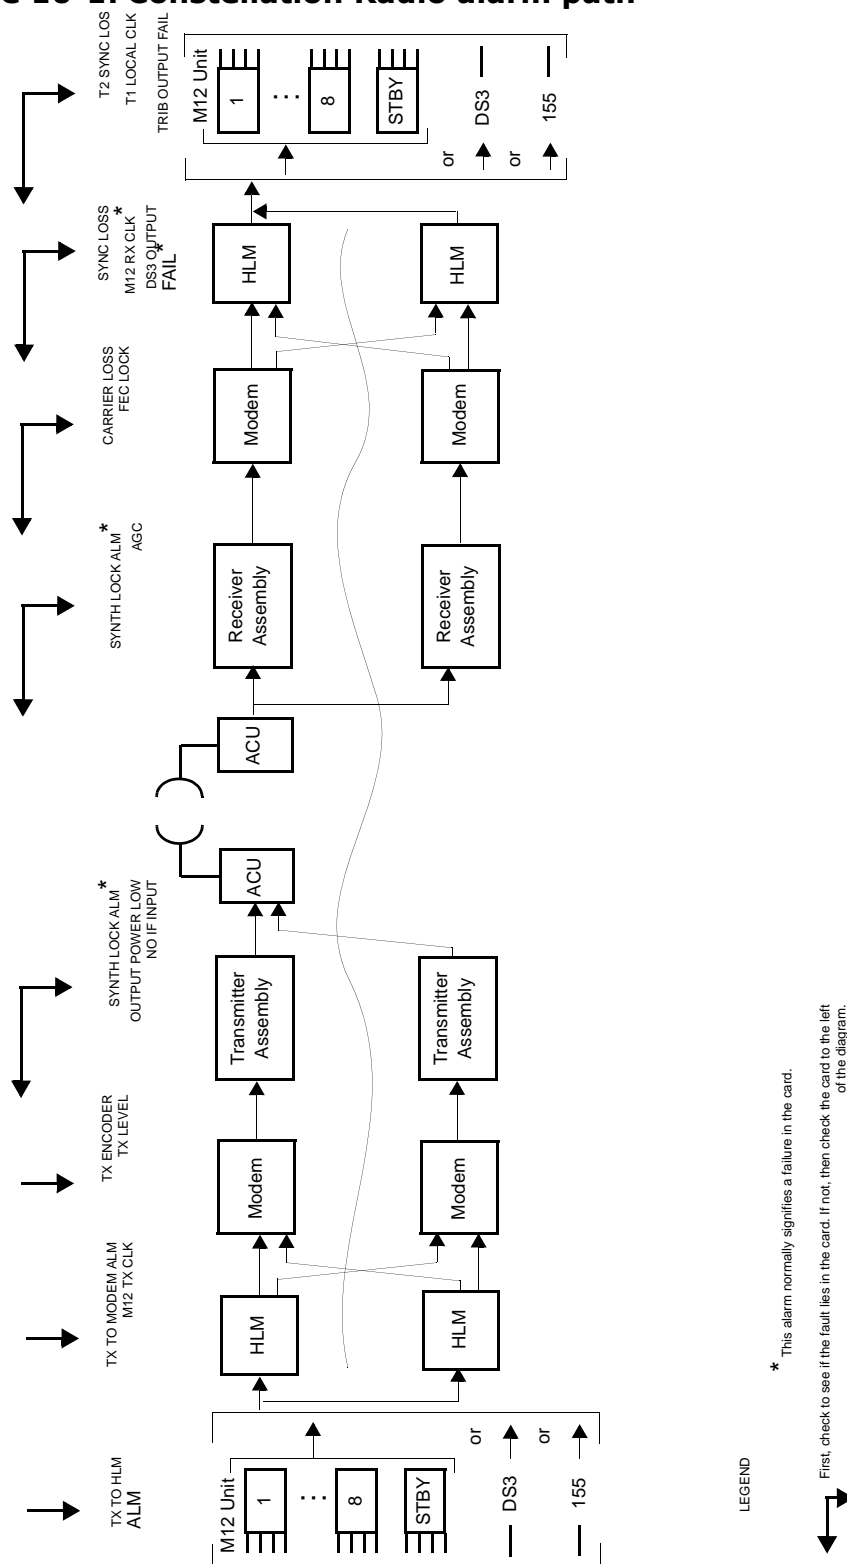 Constellation Radio alarm path
TX TO HLM
ALM
TX TO MODEM ALM
M12 TX CLK
TX ENCODER
TX LEVEL
SYNTH LOCK ALM*
OUTPUT POWER LOW
NO IF INPUT
SYNTH LOCK ALM*
AGC
CARRIER LOSS
FEC LOCK
SYNC LOSS
M12 RX CLK*
DS3 OUTPUT
FAIL*
T2 SYNC LOS
T1 LOCAL CLK
TRIB OUTPUT FAIL
M12 Unit
1
...
8
STBY
or
DS3
or
155
HLM
HLM
Modem
Modem
Transmitter
Assembly
Transmitter
Assembly
ACU
ACU
Receiver
Assembly
Receiver
Assembly
Modem
Modem
HLM
HLM
M12 Unit
1
...
8
STBY
or
DS3
or
155
LEGEND
* This alarm normally signifies a failure in the card.
First, check to see if the fault lies in the card. If not, then check the card to the left
of the diagram.